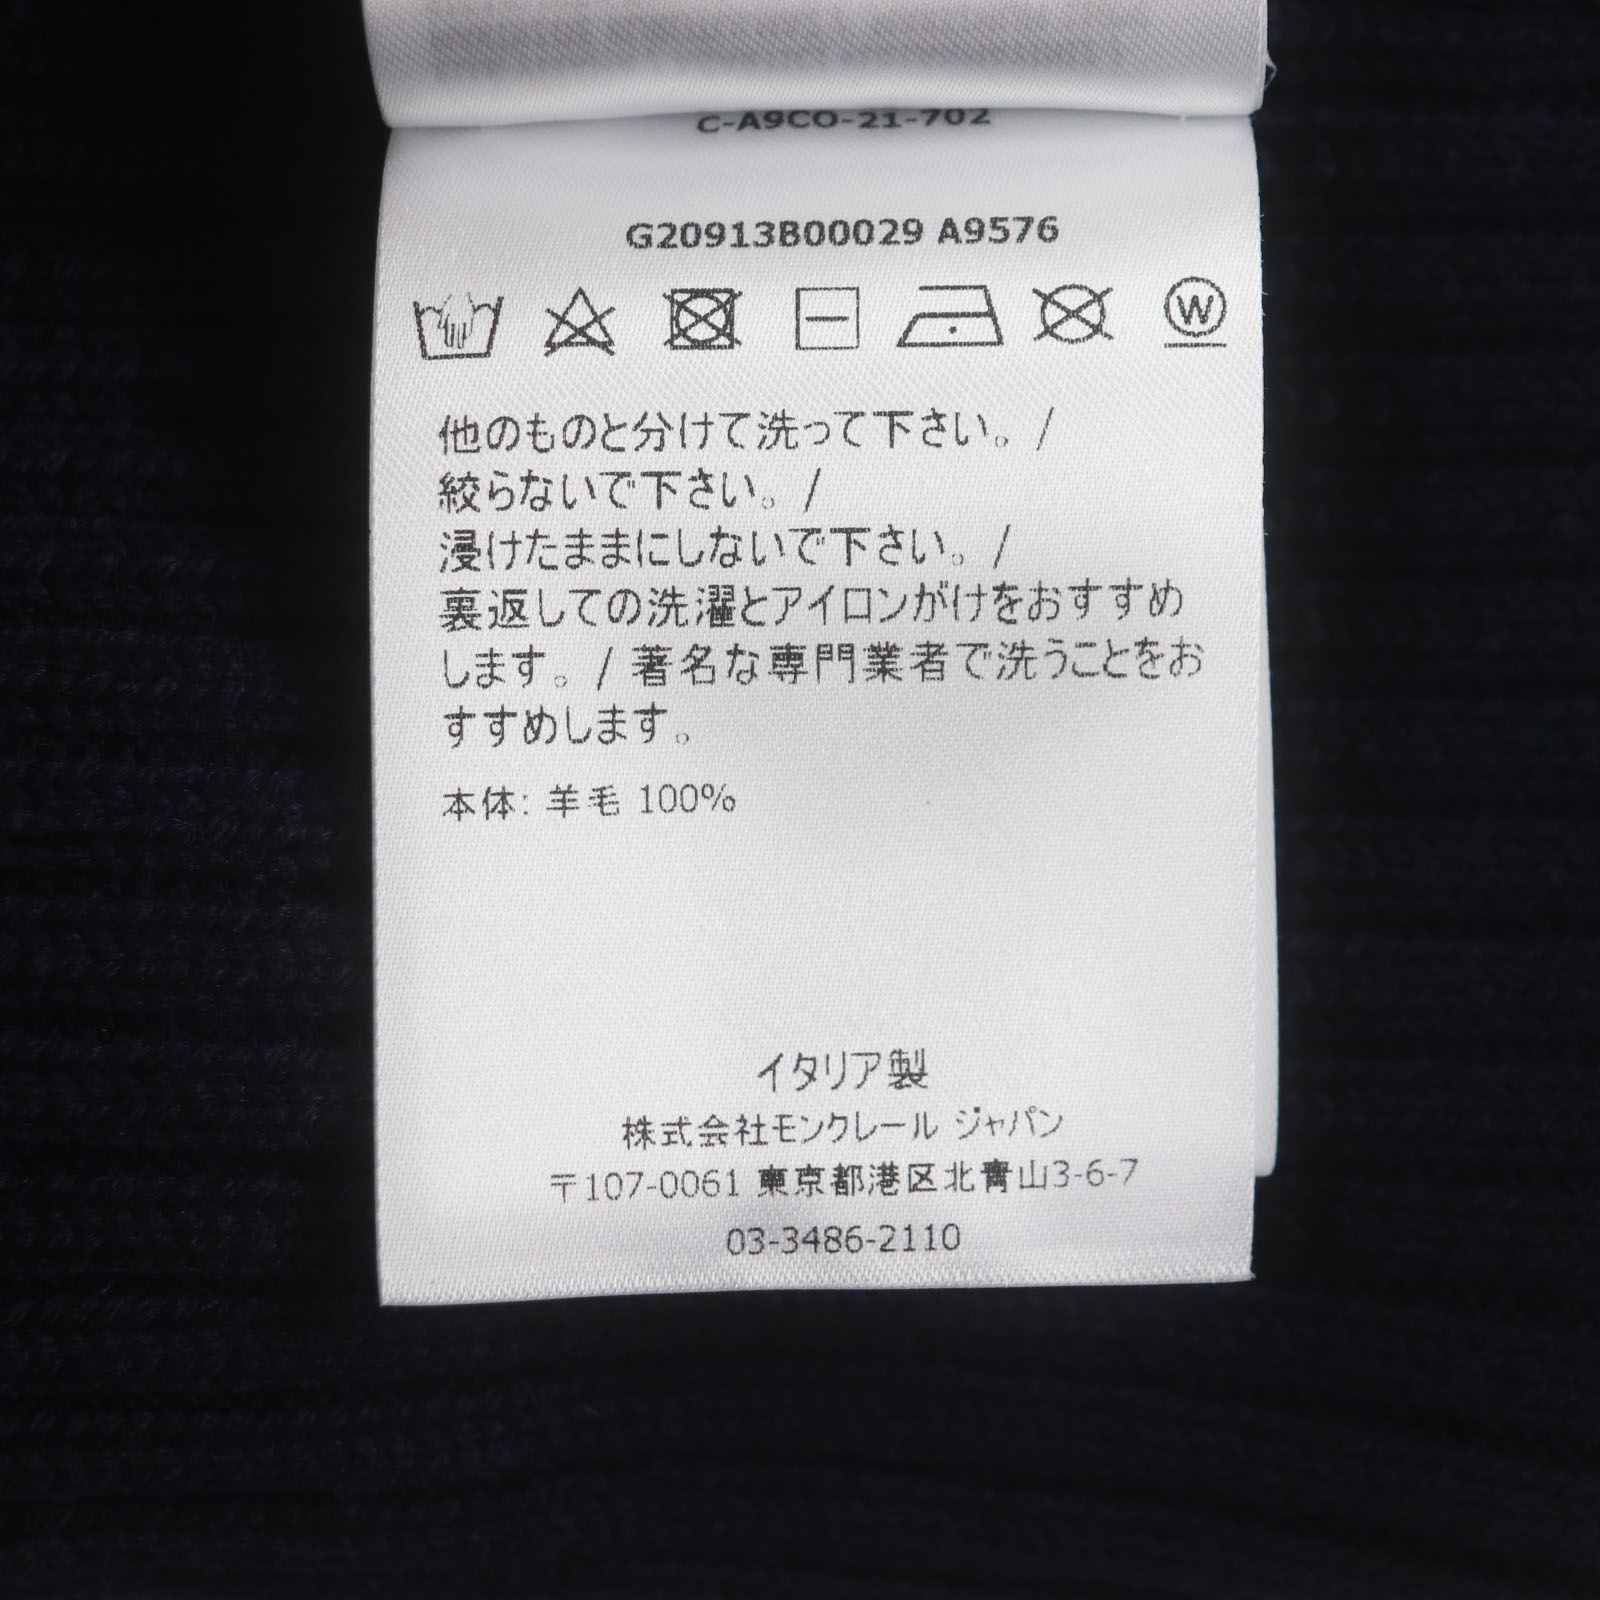 C-A9CO-21-702
G20913B00029 A9576
W
他のものと分けて洗って下さい。/
絞らないで下さい。/
浸けたままにしないで下さい。/
裏返しての洗濯とアイロンがけをおすすめ
します。/ 著名な専門業者で洗うことをお
すすめします。
本体: 羊毛 100%
イタリア製
株式会社モンクレール ジャパン
〒107-0061 東京都港区北青山3-6-7
03-3486-2110